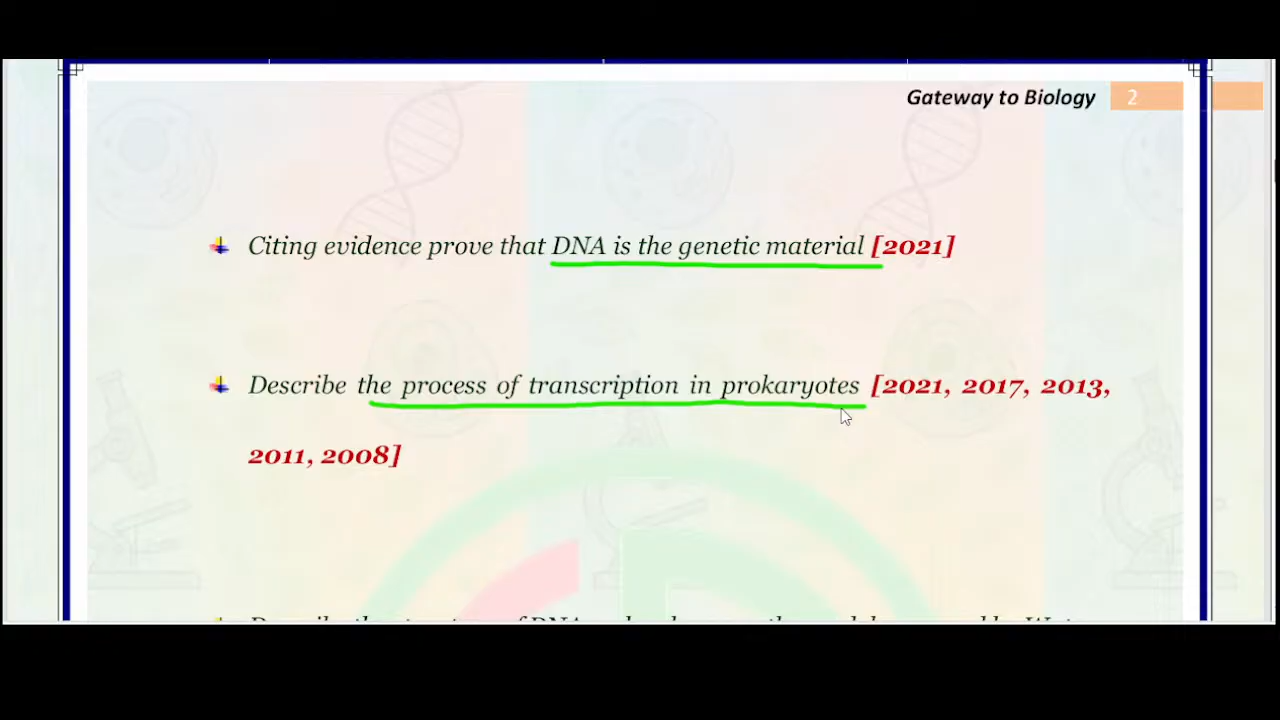 Gateway to Biology 2
Citing evidence prove that DNA is the genetic material [2021]
Describe the process of transcription in prokaryotes [2021, 2017, 2013,
2011, 2008]